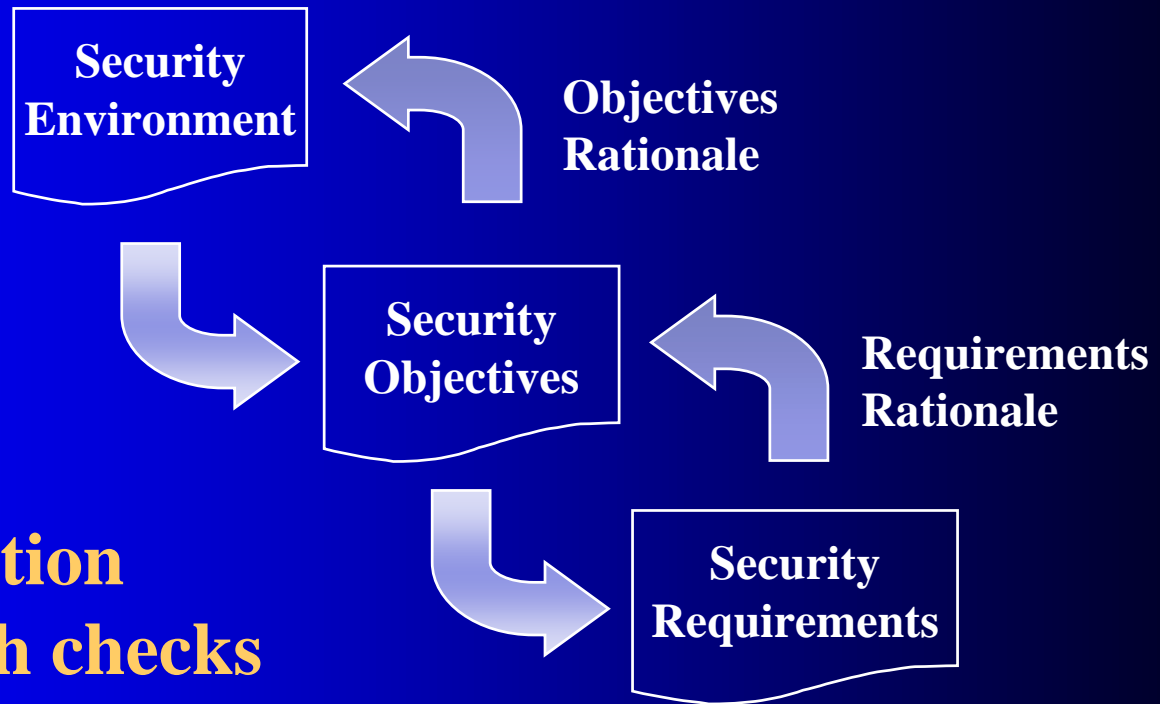 Security
Environment
Objectives
Rationale
Security
Objectives
Requirements
Rationale
Security
Requirements
tion
h checks